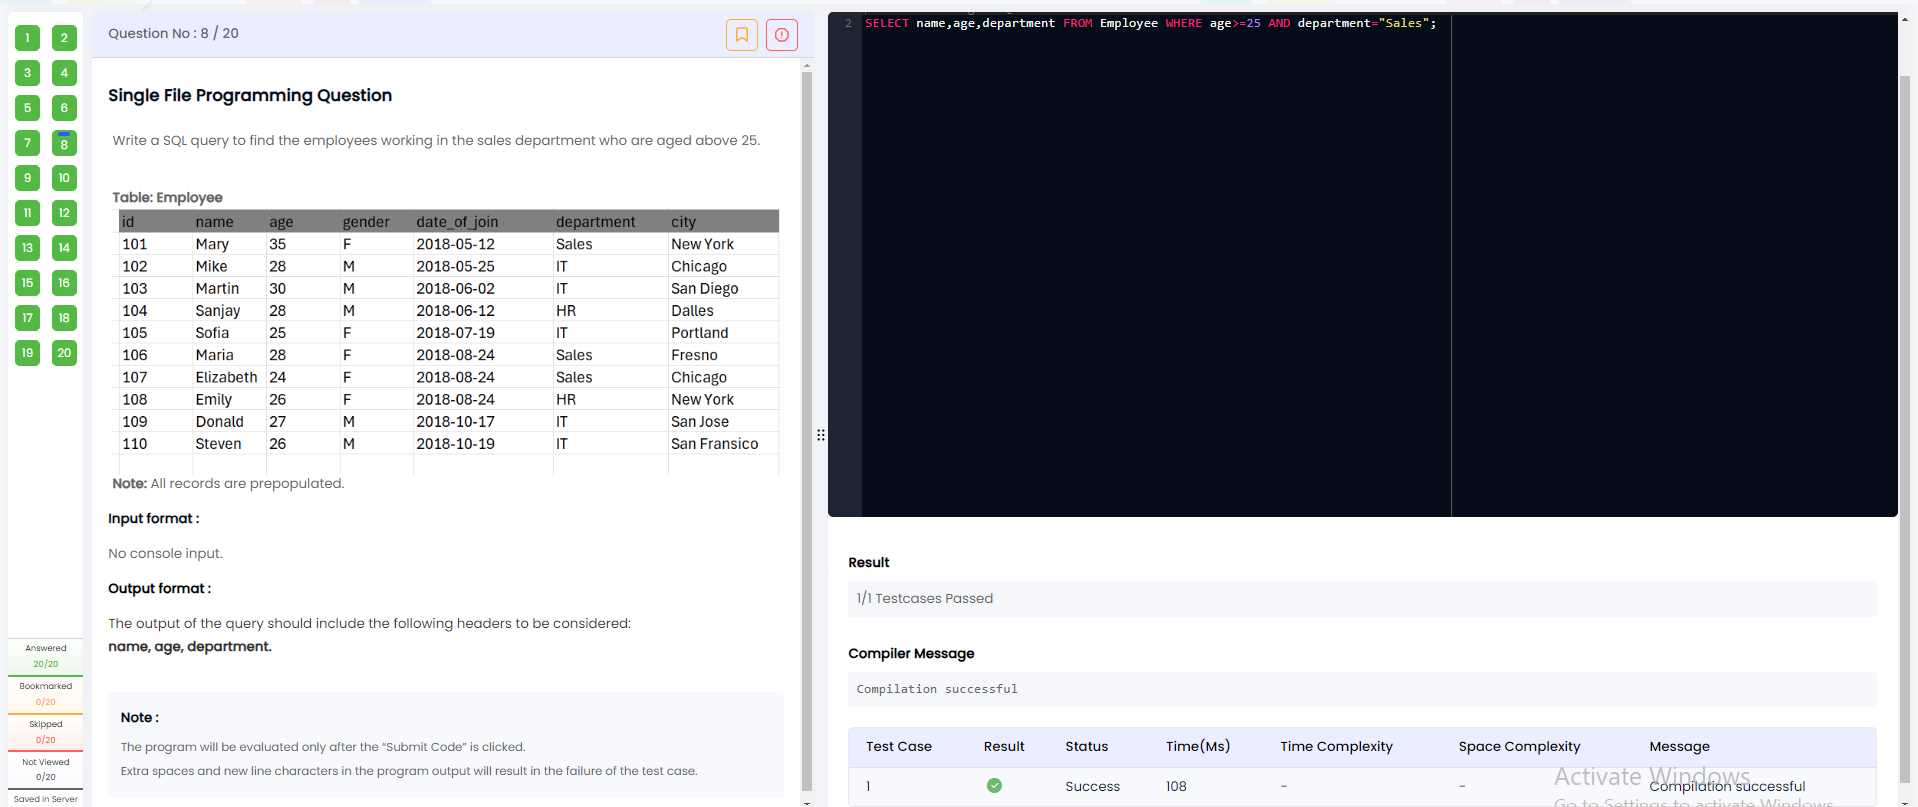 1 2
3 4
5 6
7 8
9 10
11 12
13 14
15 16
17 18
19 20
Answered
20/20
Bookmarked
0/20
Skipped
0/20
Not Viewed
0/20
Saved in Server
Question No : 8 / 20
Single File Programming Question
Write a SQL query to find the employees working in the sales department who are aged above 25.
Table: Employee
id name age gender date_of_join department city
101 Mary 35 F 2018-05-12 Sales New York
102 Mike 28 M 2018-05-25 IT Chicago
103 Martin 30 M 2018-06-02 IT San Diego
104 Sanjay 28 M 2018-06-12 HR Dalles
105 Sofia 25 F 2018-07-19 IT Portland
106 Maria 28 F 2018-08-24 Sales Fresno
107 Elizabeth 24 F 2018-08-24 Sales Chicago
108 Emily 26 F 2018-08-24 HR New York
109 Donald 27 M 2018-10-17 IT San Jose
110 Steven 26 M 2018-10-19 IT San Fransico
Note: All records are prepopulated.
Input format :
No console input.
Output format :
The output of the query should include the following headers to be considered:
name, age, department.
Note :
The program will be evaluated only after the “Submit Code” is clicked.
Extra spaces and new line characters in the program output will result in the failure of the test case.
2 SELECT name,age,department FROM Employee WHERE age>=25 AND department="Sales";
Result
1/1 Testcases Passed
Compiler Message
Compilation successful
Test Case Result Status Time(Ms) Time Complexity Space Complexity Message
1 Success 108 - - Compilation successful
Activate Windows
Go to Settings to activate Windows.